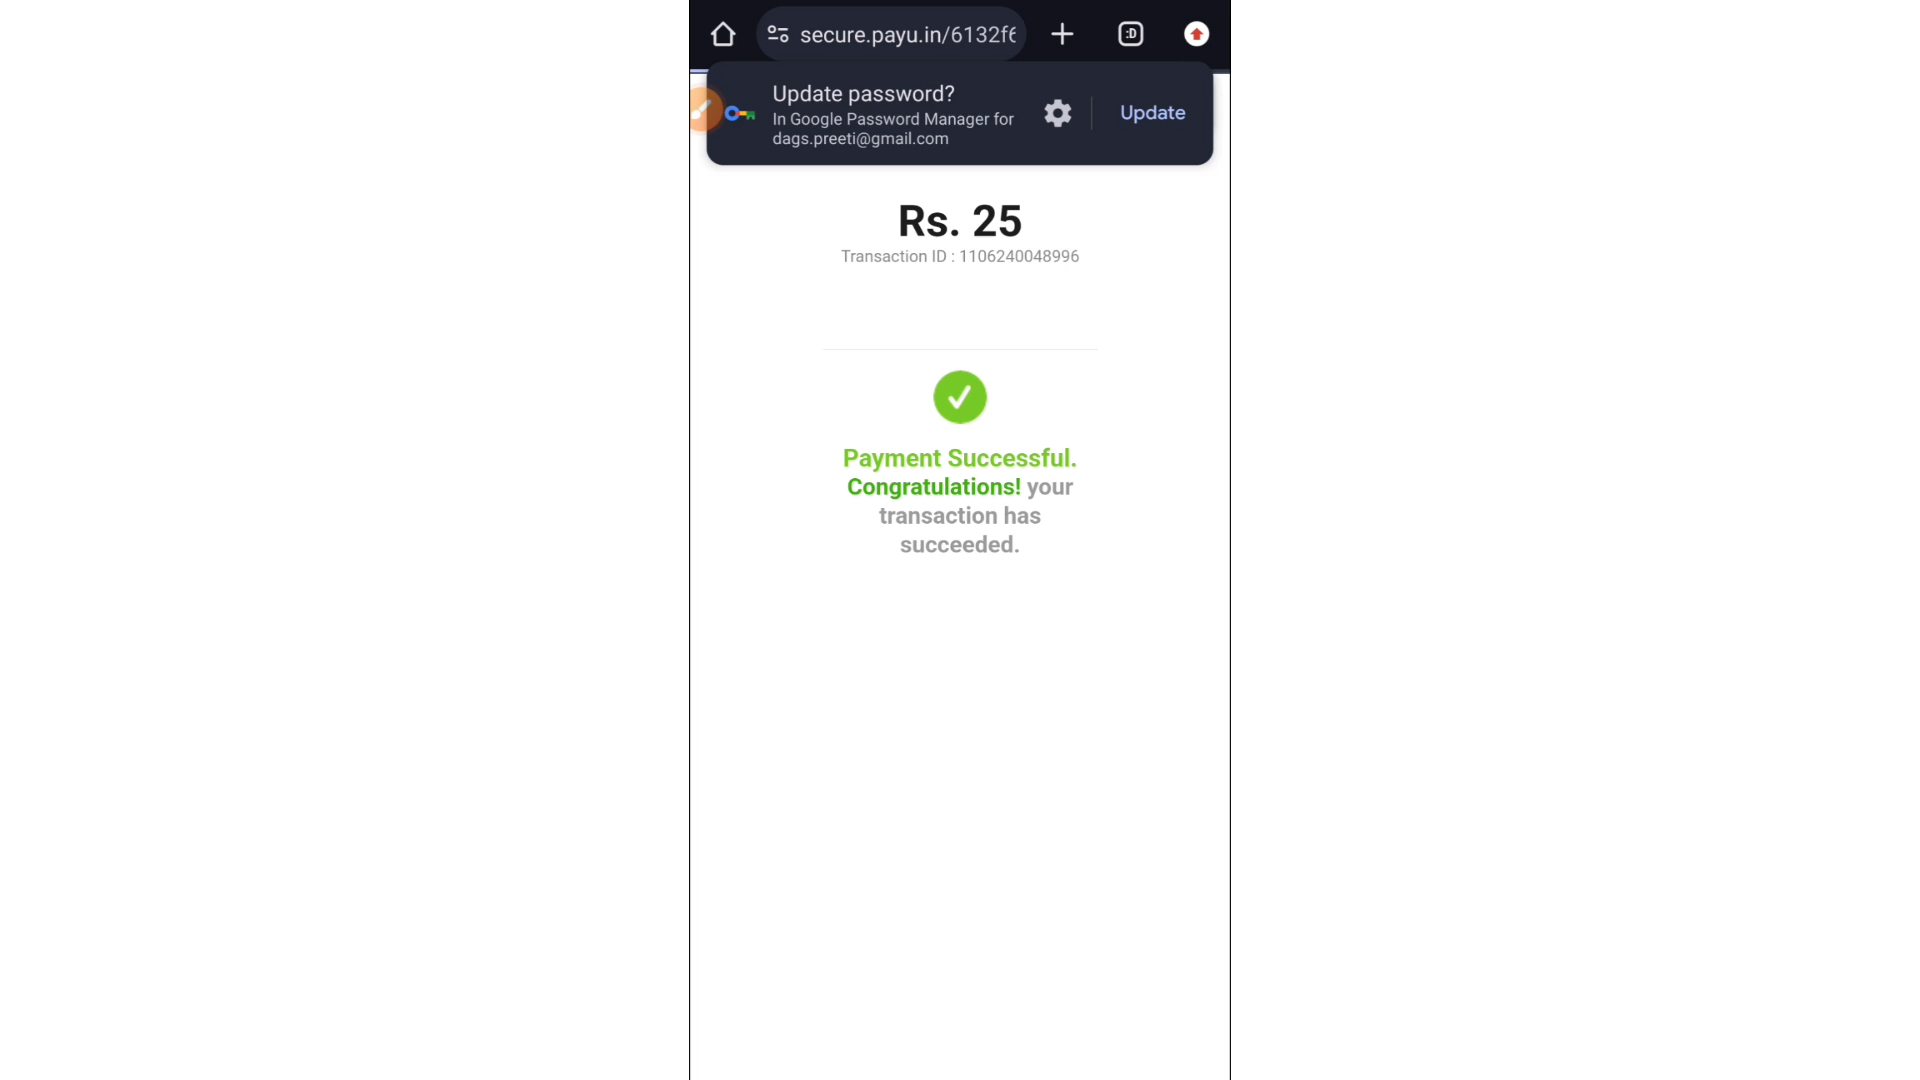 secure.payu.in/6132f6
:D
Update password?
In Google Password Manager for
dags.preeti@gmail.com
Update
Rs. 25
Transaction ID : 1106240048996
Payment Successful.
Congratulations! your
transaction has
succeeded.